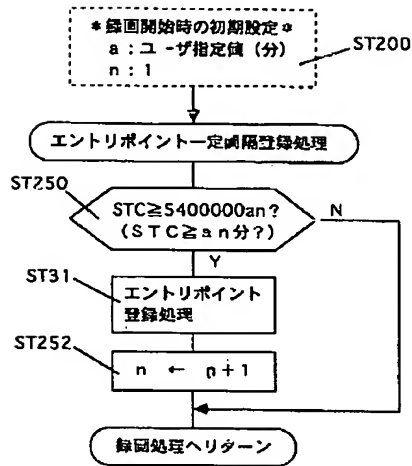 *録画開始時の初期設定*
a:ユーザ指定値(分)
n:1
ST200
エントリポイント一定間隔登録処理
ST250
STC≧5400000an?
(STC≧an分?)
N
Y
ST31
エントリポイント
登録処理
ST252
n ← n+1
録画処理へリターン